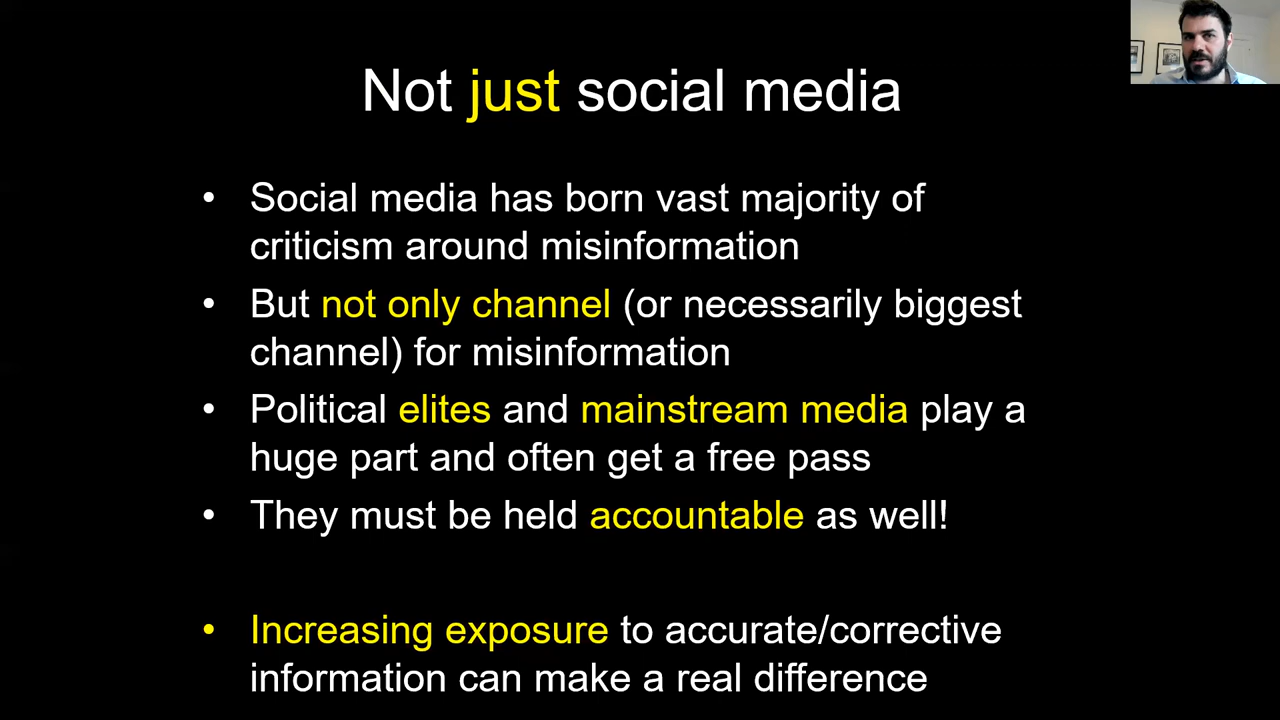 Not just social media
• Social media has born vast majority of
criticism around misinformation
• But not only channel (or necessarily biggest
channel) for misinformation
• Political elites and mainstream media play a
huge part and often get a free pass
• They must be held accountable as well!
• Increasing exposure to accurate/corrective
information can make a real difference